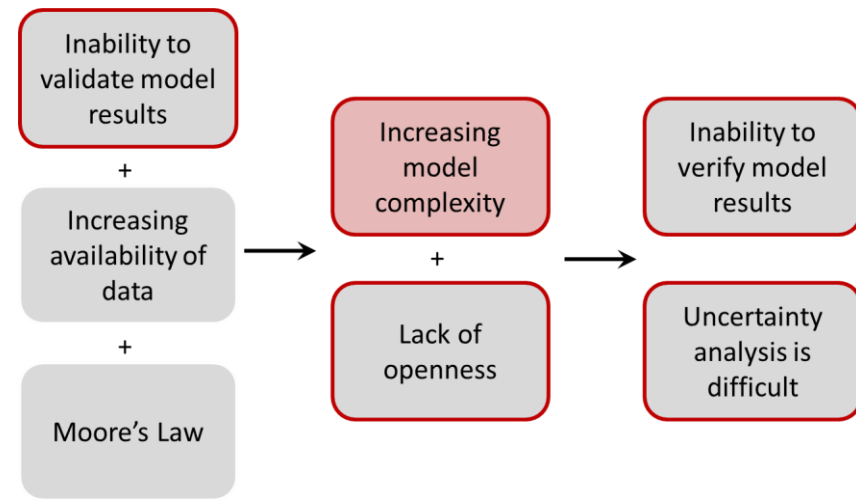 Inability to
validate model
results
+
Increasing
availability of
data
+
Moore’s Law
Increasing
model
complexity
+
Lack of
openness
Inability to
verify model
results
Uncertainty
analysis is
difficult